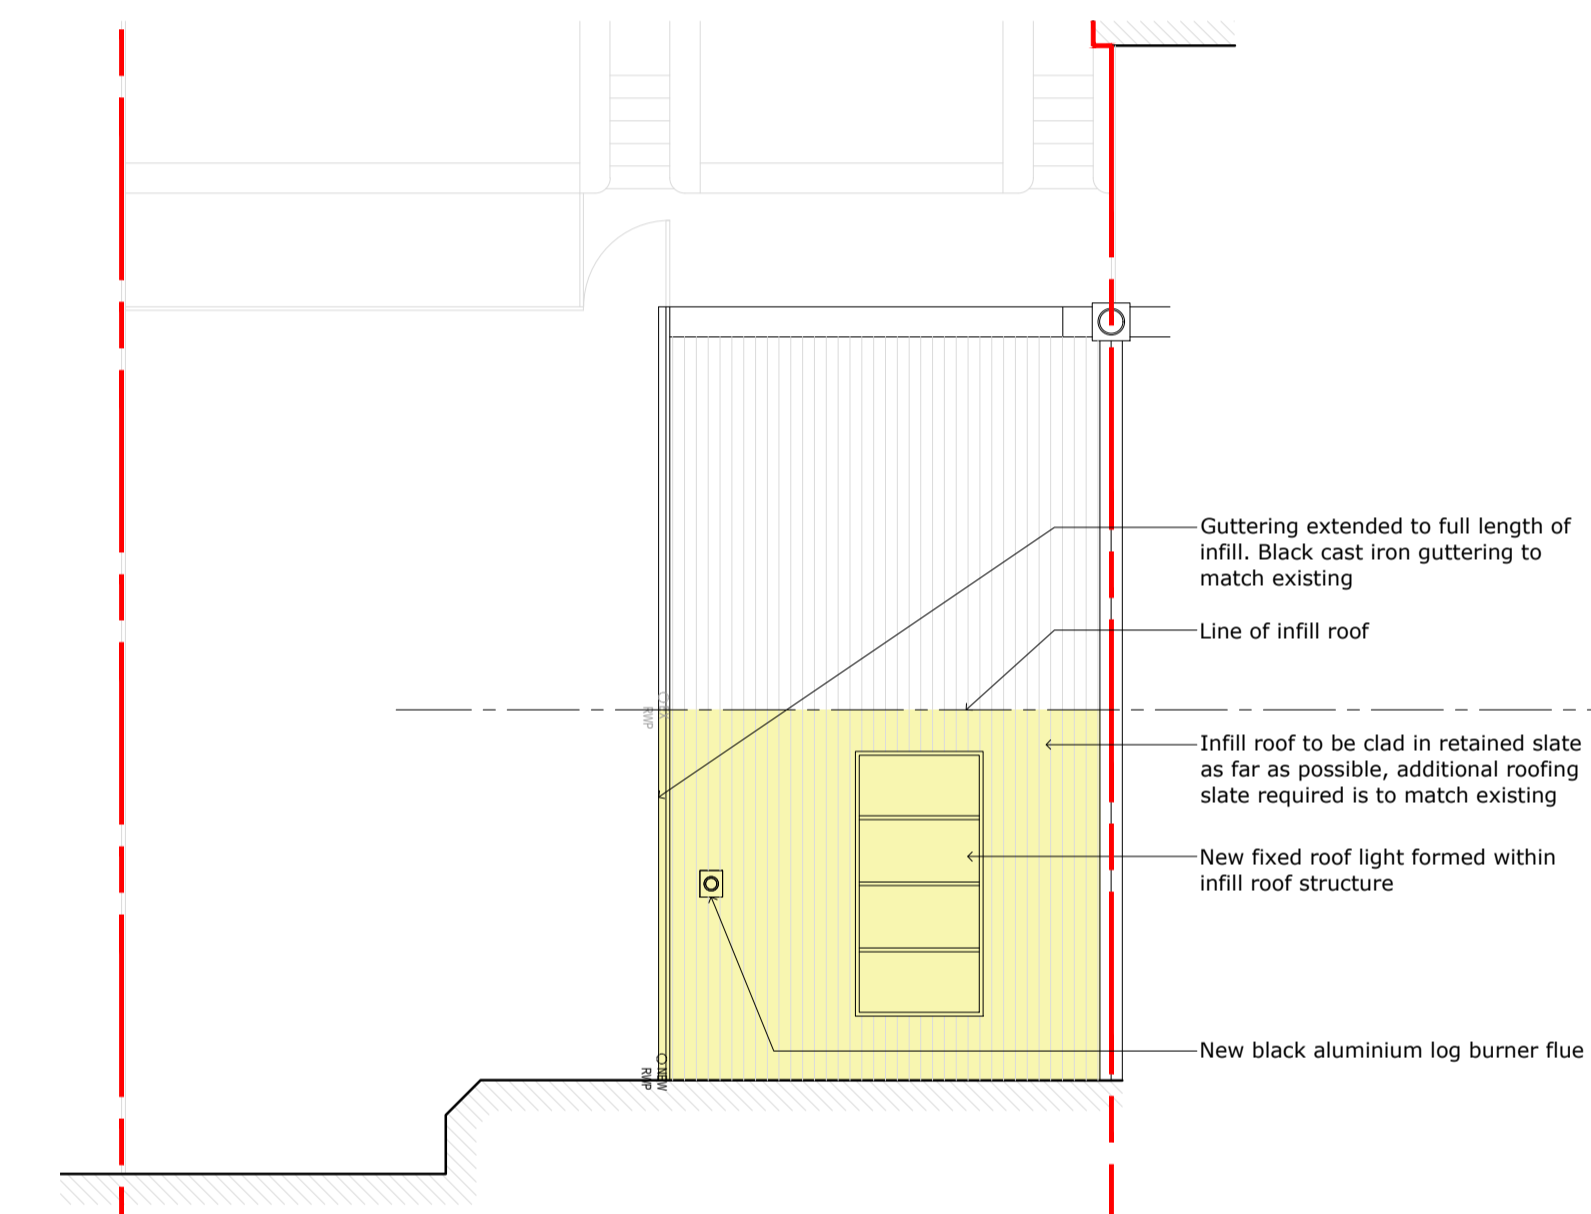 Guttering extended to full length of
infill. Black cast iron guttering to
match existing
Line of infill roof
RWP
Infill roof to be clad in retained slate
as far as possible, additional roofing
slate required is to match existing
New fixed roof light formed within
infill roof structure
New black aluminium log burner flue
NEW
RWP